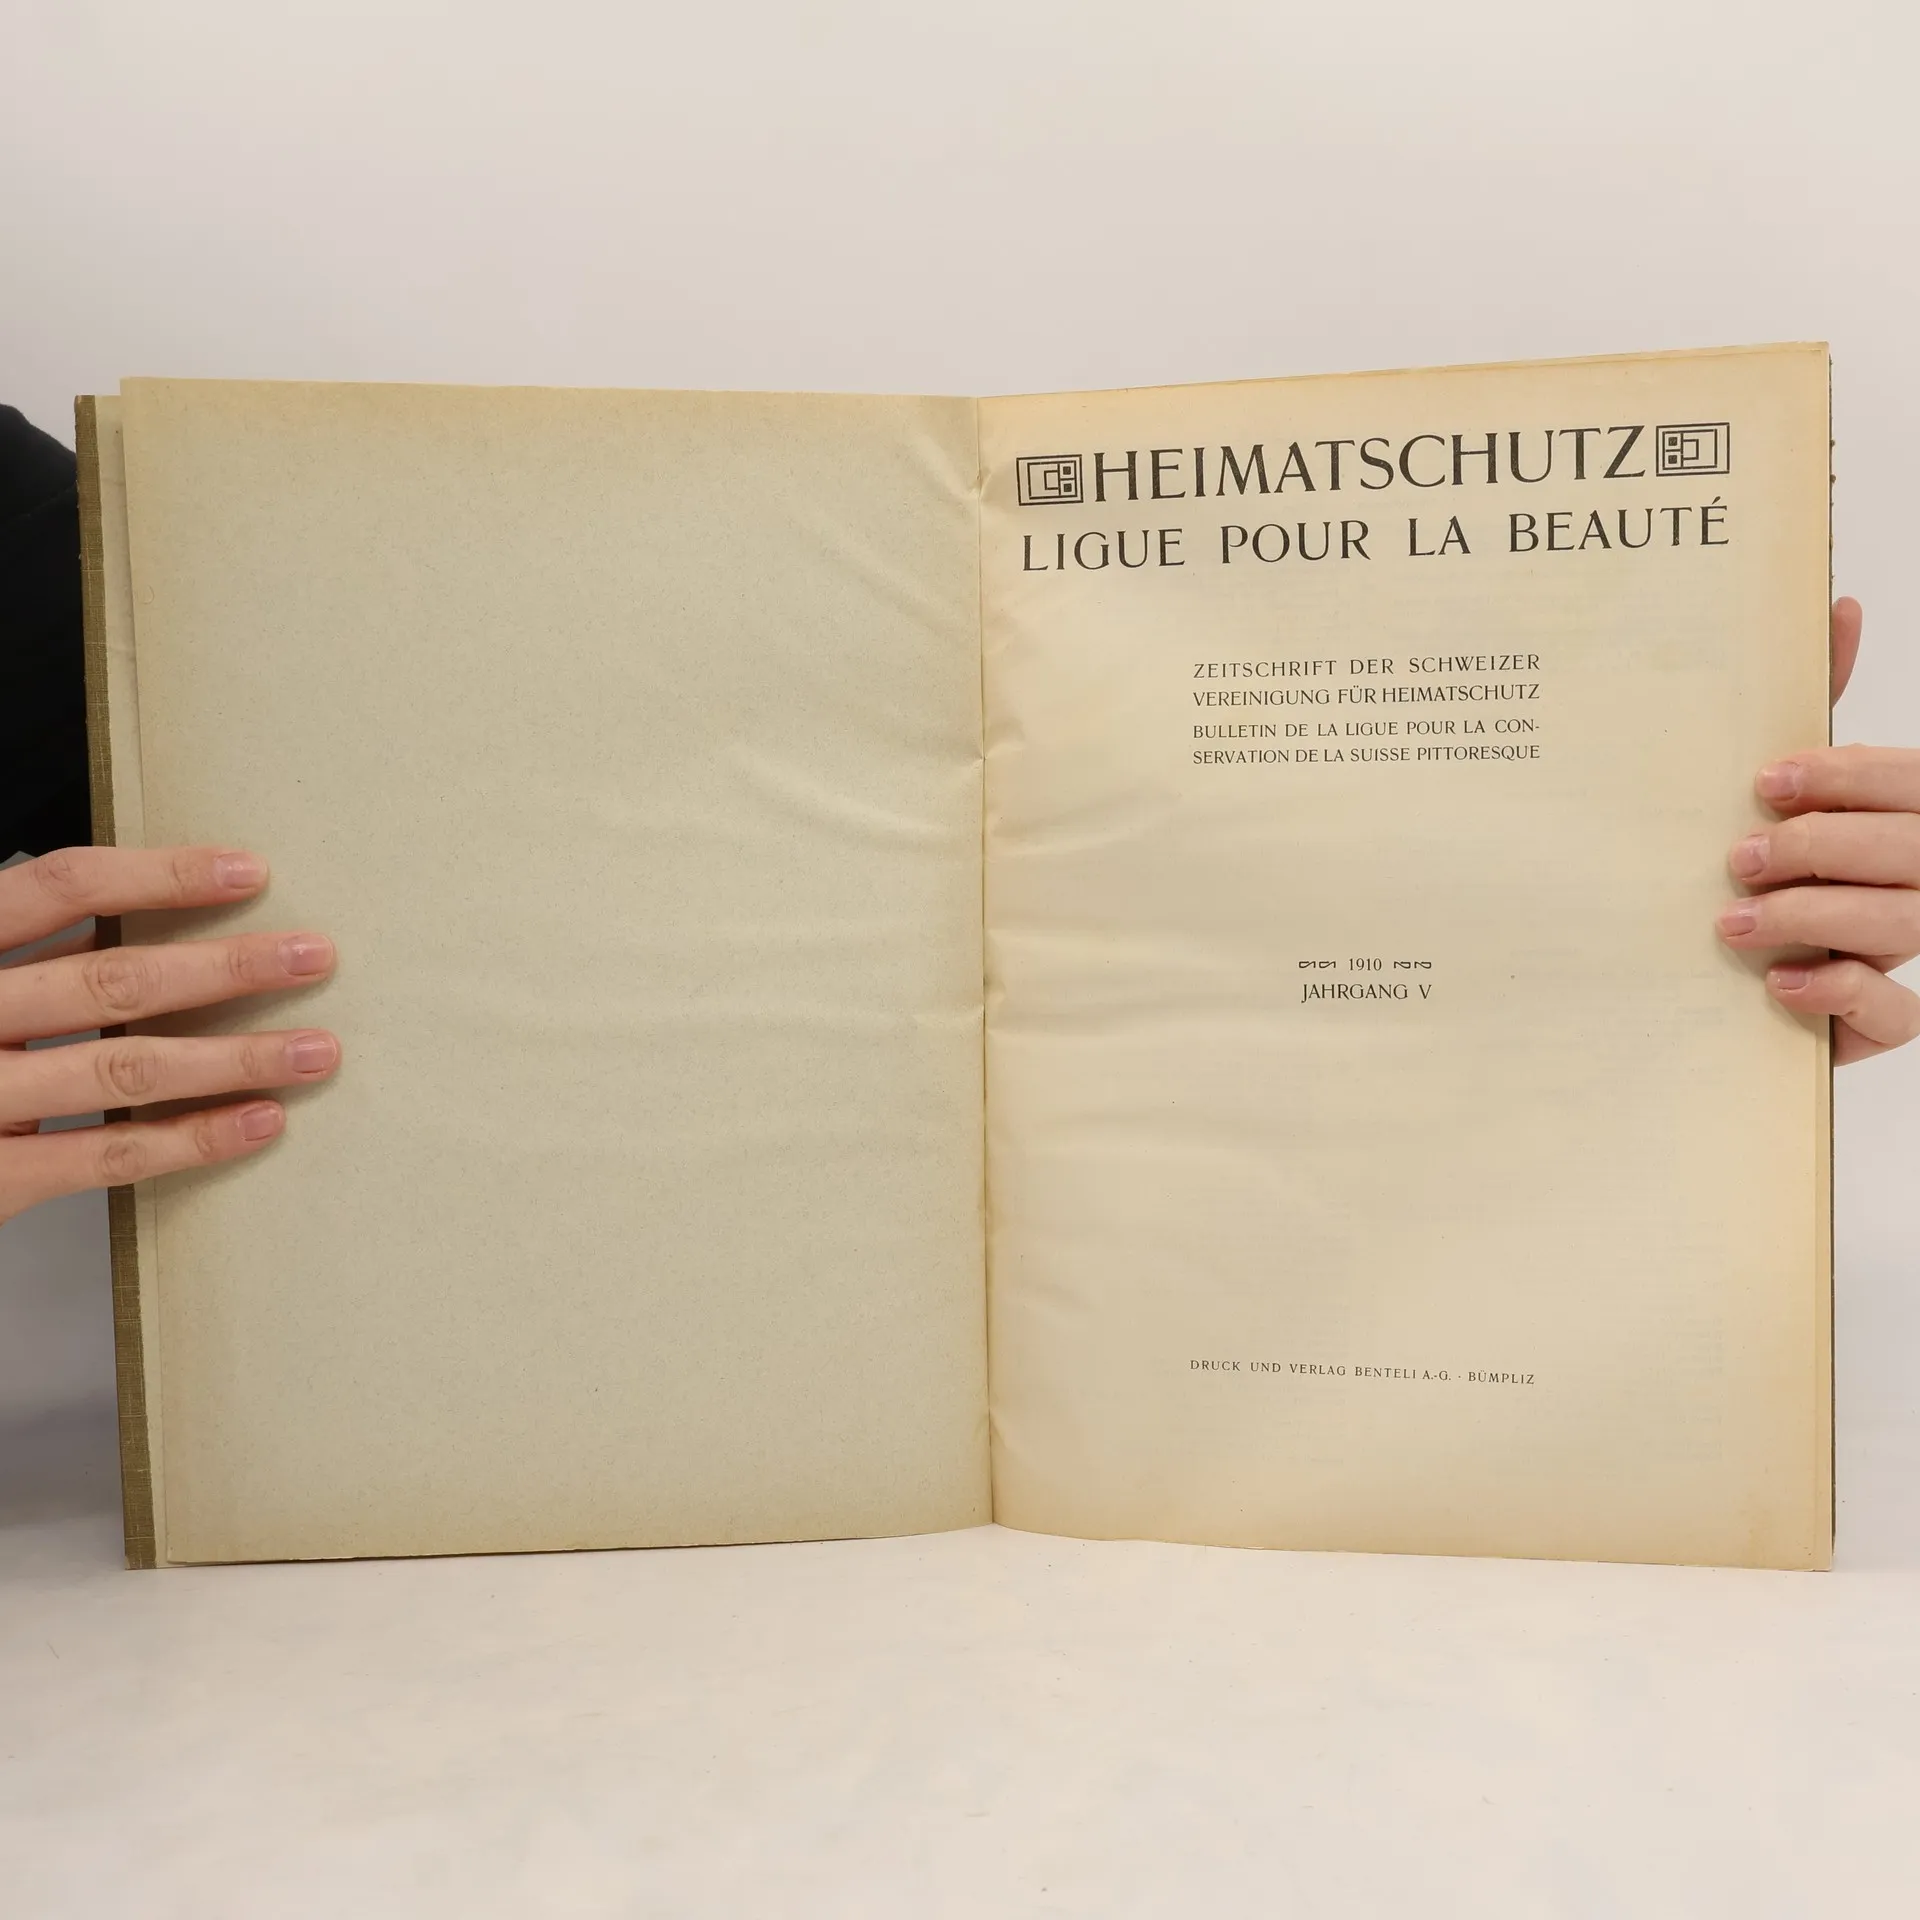 HEIMATSCHUTZ
LIGUE POUR LA BEAUTÉ
ZEITSCHRIFT DER SCHWEIZER
VEREINIGUNG FÜR HEIMATSCHUTZ
BULLETIN DE LA LIGUE POUR LA CON-
SERVATION DE LA SUISSE PITTORESQUE
1910
JAHRGANG V
DRUCK UND VERLAG BENTELI A.-G. · BÜMPLIZ